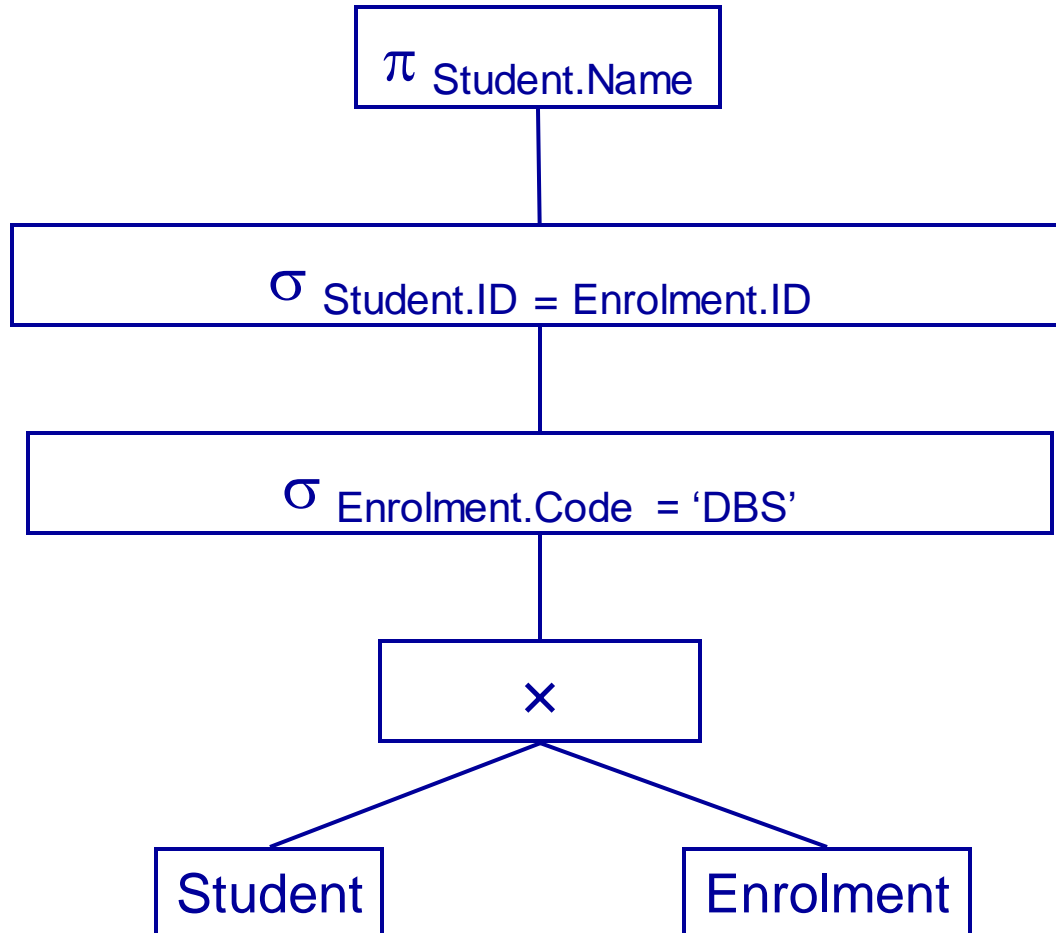 π Student.Name
σ Student.ID = Enrolment.ID
σ Enrolment.Code = ‘DBS’
×
Student Enrolment